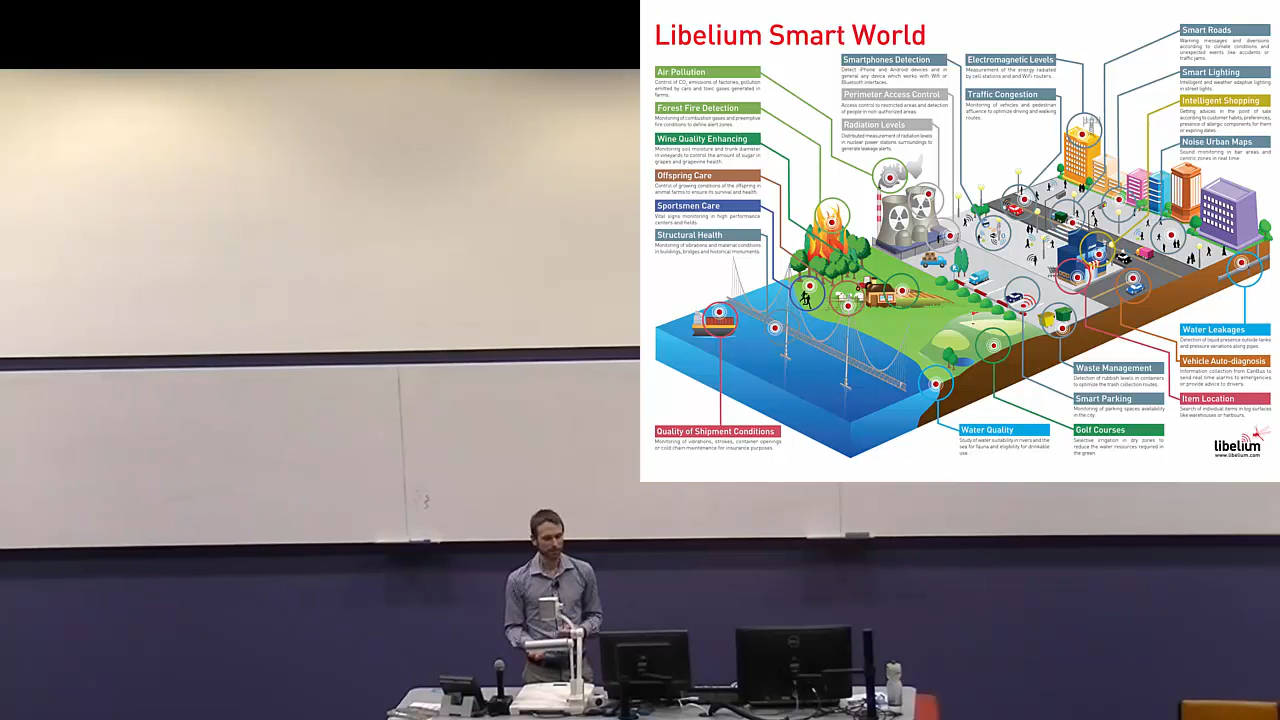 Libelium Smart World
Air Pollution
Control of CO₂ emissions of factories, pollution
emitted by cars and toxic gases generated in
farms.
Forest Fire Detection
Monitoring of combustion gases and preemptive
fire conditions to define alert zones.
Wine Quality Enhancing
Monitoring soil moisture and trunk diameter
in vineyards to control the amount of sugar in
grapes and grapevine health.
Offspring Care
Control of growing conditions of the offspring in
animal farms to ensure its survival and health.
Sportsmen Care
Vital signs monitoring in high performance
centers and fields.
Structural Health
Monitoring of vibrations and material conditions
in buildings, bridges and historical monuments.
Quality of Shipment Conditions
Monitoring of vibrations, strokes, container openings
or cold chain maintenance for insurance purposes.
Smartphones Detection
Detect iPhone and Android devices and in
general any device which works with Wifi or
Bluetooth interfaces.
Perimeter Access Control
Access control to restricted areas and detection
of people in non-authorized areas.
Radiation Levels
Distributed measurement of radiation levels
in nuclear power stations surroundings to
generate leakage alerts.
Electromagnetic Levels
Measurement of the energy radiated
by cell stations and and WiFi routers.
Traffic Congestion
Monitoring of vehicles and pedestrian
affluence to optimize driving and walking
routes.
Smart Roads
Warning messages and diversions
according to climate conditions and
unexpected events like accidents or
traffic jams.
Smart Lighting
Intelligent and weather adaptive lighting
in street lights.
Intelligent Shopping
Getting advices in the point of sale
according to customer habits, preferences,
presence of allergic components for them
or expiring dates.
Noise Urban Maps
Sound monitoring in bar areas and
centric zones in real time.
Water Leakages
Detection of liquid presence outside tanks
and pressure variations along pipes.
Vehicle Auto-diagnosis
Information collection from CanBus to
send real time alarms to emergencies
or provide advice to drivers.
Item Location
Search of individual items in big surfaces
like warehouses or harbours.
Waste Management
Detection of rubbish levels in containers
to optimize the trash collection routes.
Smart Parking
Monitoring of parking spaces availability
in the city.
Golf Courses
Selective irrigation in dry zones to
reduce the water resources required in
the green.
Water Quality
Study of water suitability in rivers and the
sea for fauna and eligibility for drinkable
use.
libelium
www.libelium.com